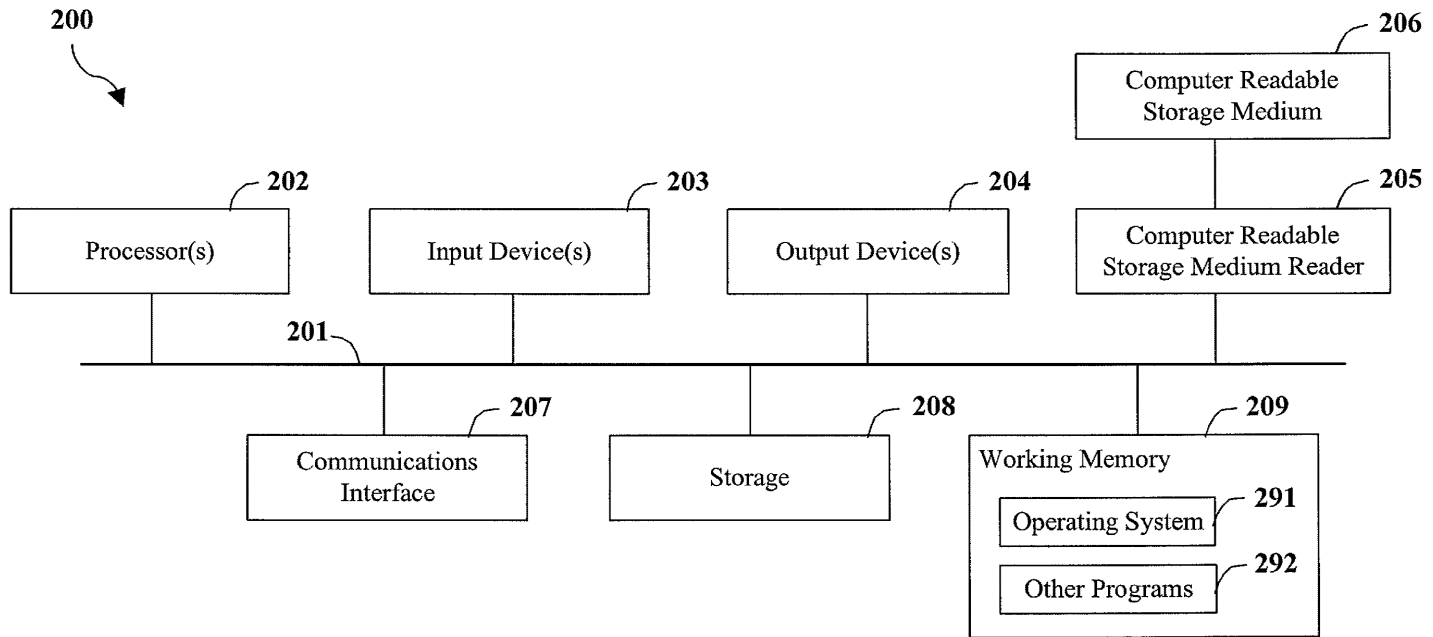 200
206
Computer Readable
Storage Medium
202
203
204
205
Processor(s)
Input Device(s)
Output Device(s)
Computer Readable
Storage Medium Reader
201
207
208
209
Communications
Interface
Storage
Working Memory
291
Operating System
292
Other Programs